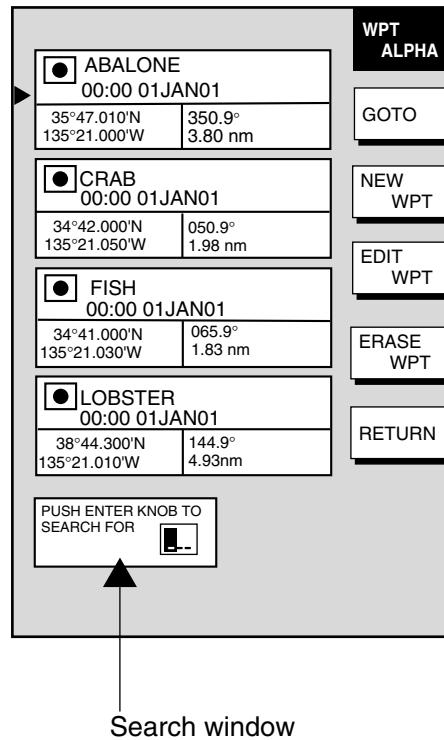 WPT
ALPHA
ABALONE
00:00 01JAN01
35°47.010'N 350.9°
135°21.000'W 3.80 nm
CRAB
00:00 01JAN01
34°42.000'N 050.9°
135°21.050'W 1.98 nm
FISH
00:00 01JAN01
34°41.000'N 065.9°
135°21.030'W 1.83 nm
LOBSTER
00:00 01JAN01
38°44.300'N 144.9°
135°21.010'W 4.93nm
PUSH ENTER KNOB TO
SEARCH FOR
GOTO
NEW
WPT
EDIT
WPT
ERASE
WPT
RETURN
Search window